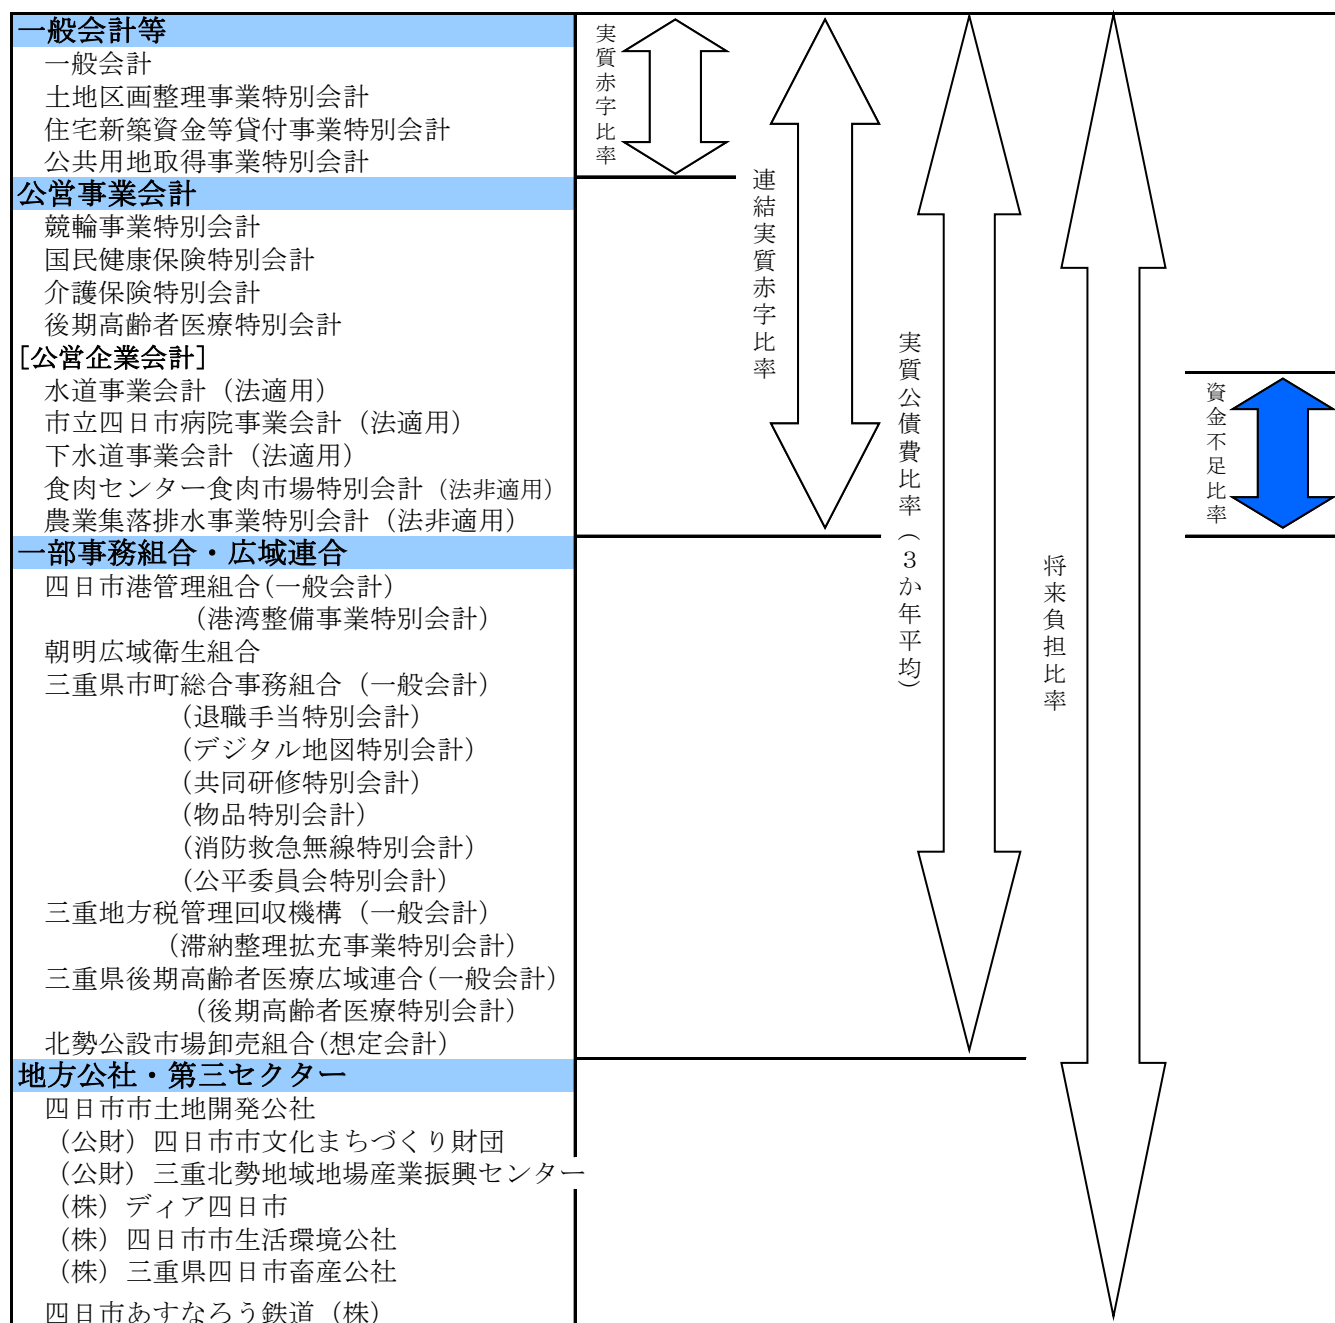 一般会計等
一般会計
土地区画整理事業特別会計
住宅新築資金等貸付事業特別会計
公共用地取得事業特別会計
公営事業会計
競輪事業特別会計
国民健康保険特別会計
介護保険特別会計
後期高齢者医療特別会計
[公営企業会計]
水道事業会計（法適用）
市立四日市病院事業会計（法適用）
下水道事業会計（法適用）
食肉センター食肉市場特別会計（法非適用）
農業集落排水事業特別会計（法非適用）
一部事務組合・広域連合
四日市港管理組合(一般会計)
(港湾整備事業特別会計)
朝明広域衛生組合
三重県市町総合事務組合（一般会計）
(退職手当特別会計)
(デジタル地図特別会計)
(共同研修特別会計)
(物品特別会計)
(消防救急無線特別会計)
(公平委員会特別会計)
三重地方税管理回収機構（一般会計）
(滞納整理拡充事業特別会計)
三重県後期高齢者医療広域連合(一般会計)
(後期高齢者医療特別会計)
北勢公設市場卸売組合(想定会計)
地方公社・第三セクター
四日市市土地開発公社
（公財）四日市市文化まちづくり財団
（公財）三重北勢地域地場産業振興センター
（株）ディア四日市
（株）四日市市生活環境公社
（株）三重県四日市畜産公社
四日市あすなろう鉄道（株）
実質赤字比率
連結実質赤字比率
実質公債費比率（３か年平均）
将来負担比率
資金不足比率